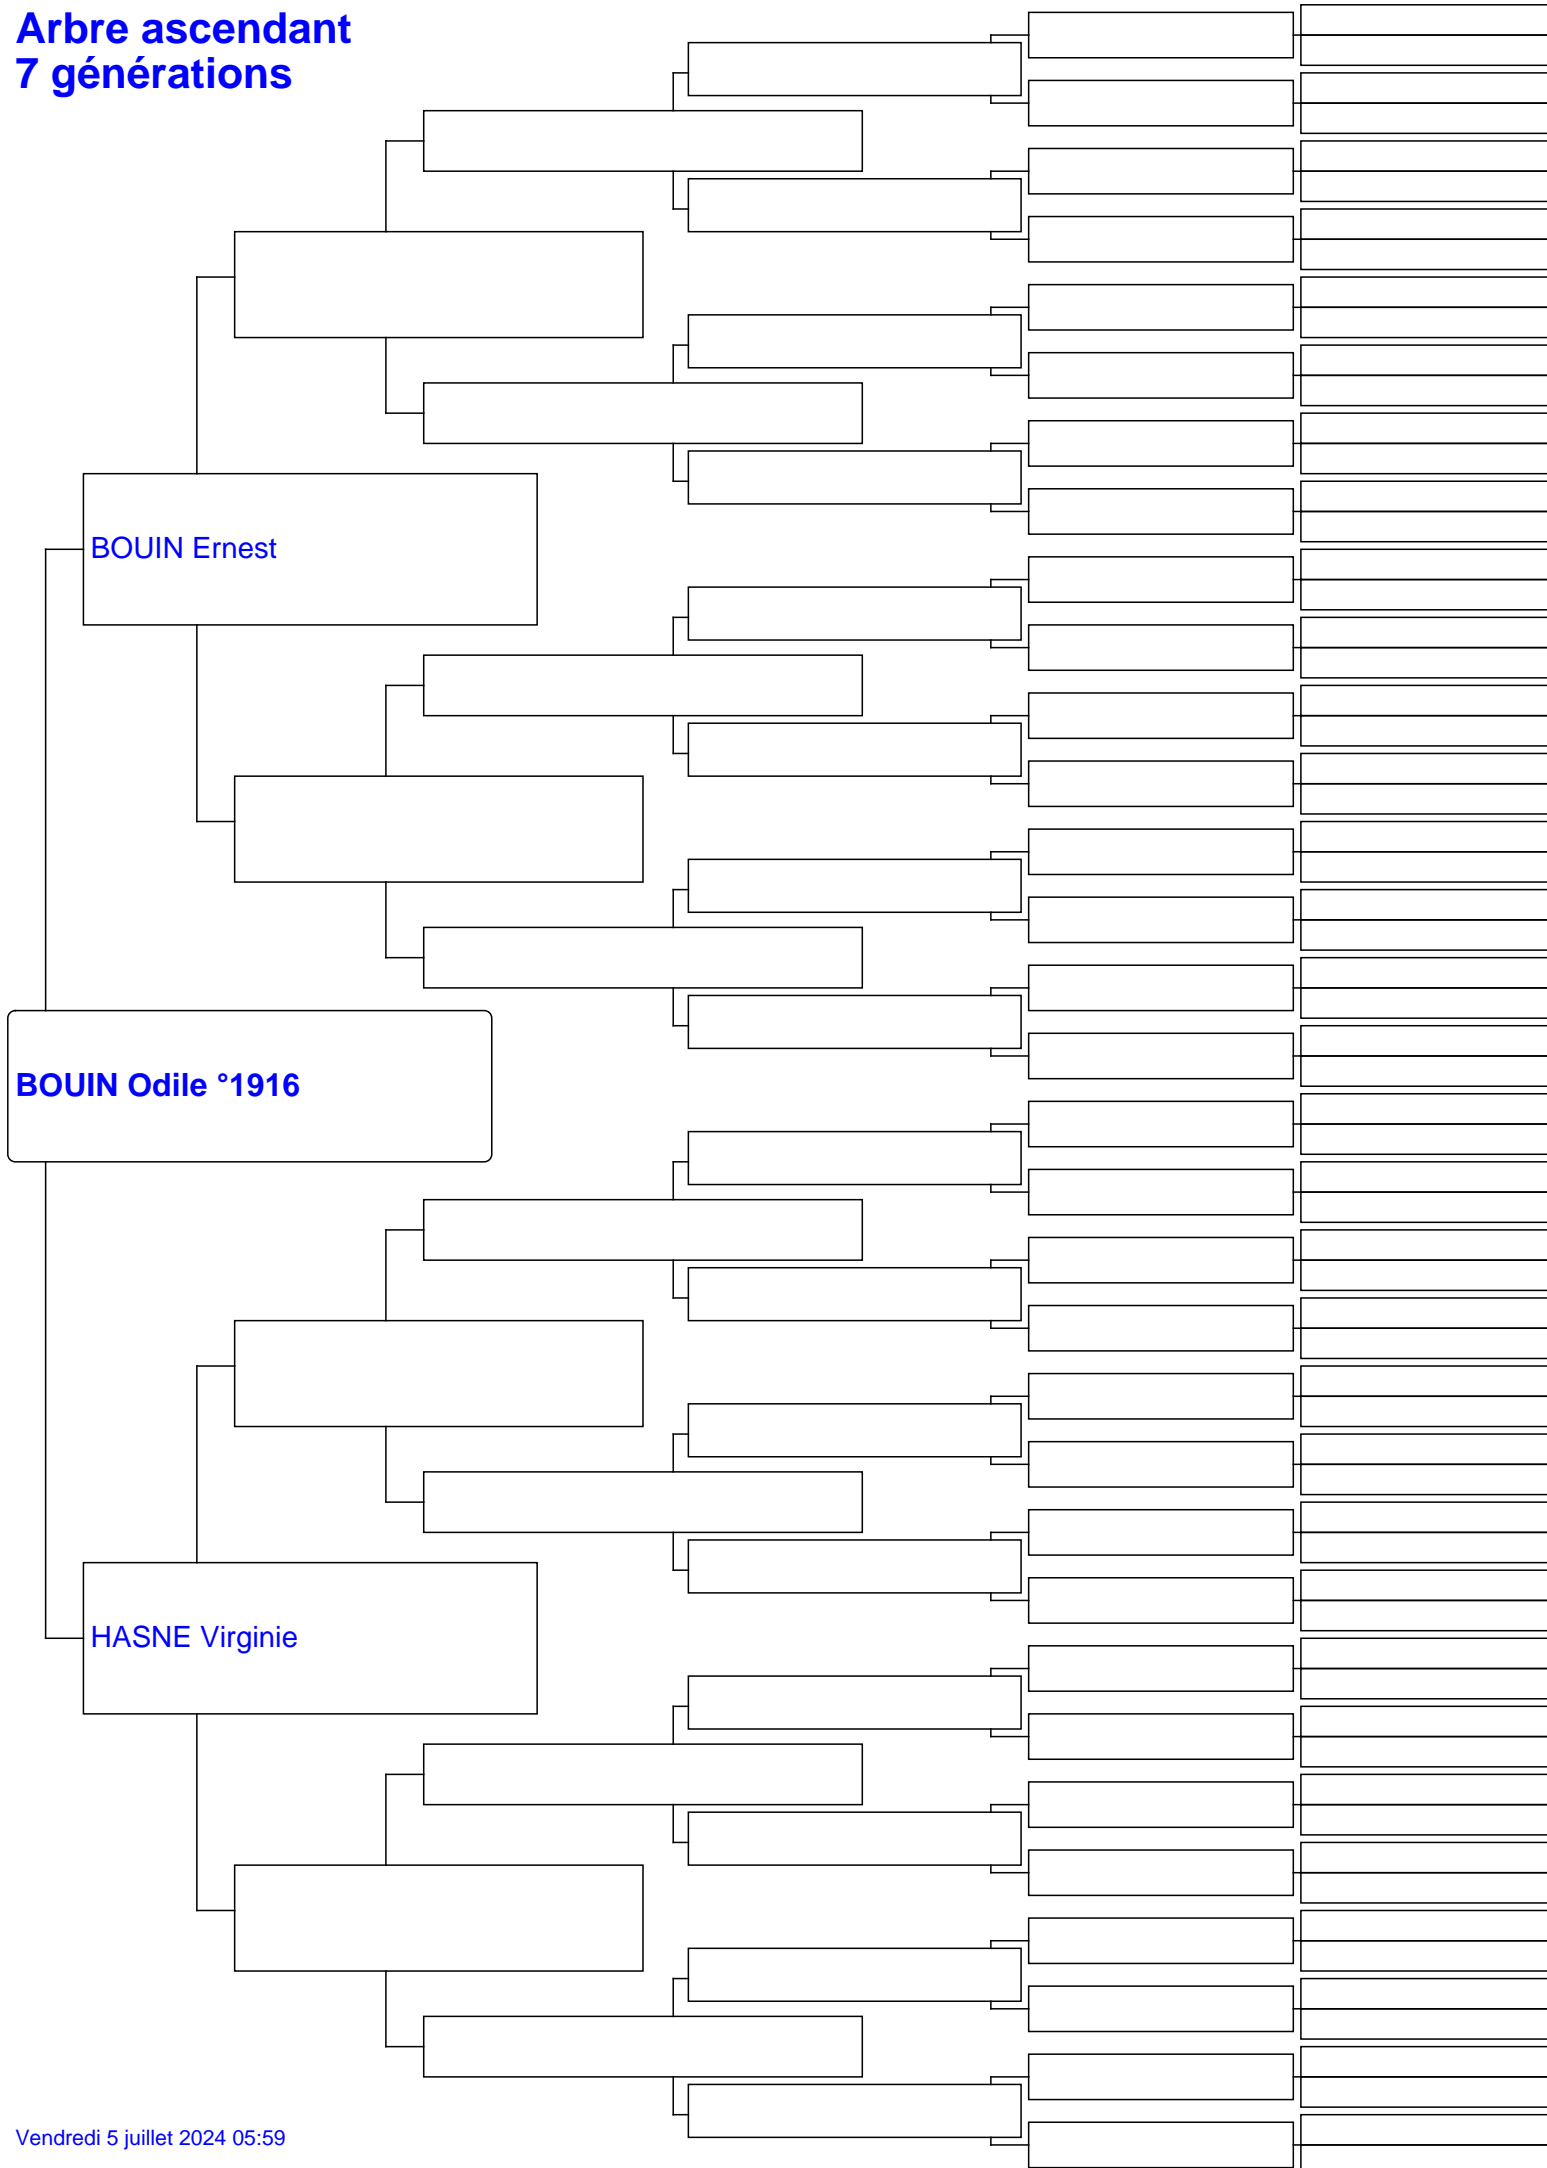 Arbre ascendant
7 générations
BOUIN Ernest
BOUIN Odile °1916
HASNE Virginie
Vendredi 5 juillet 2024 05:59